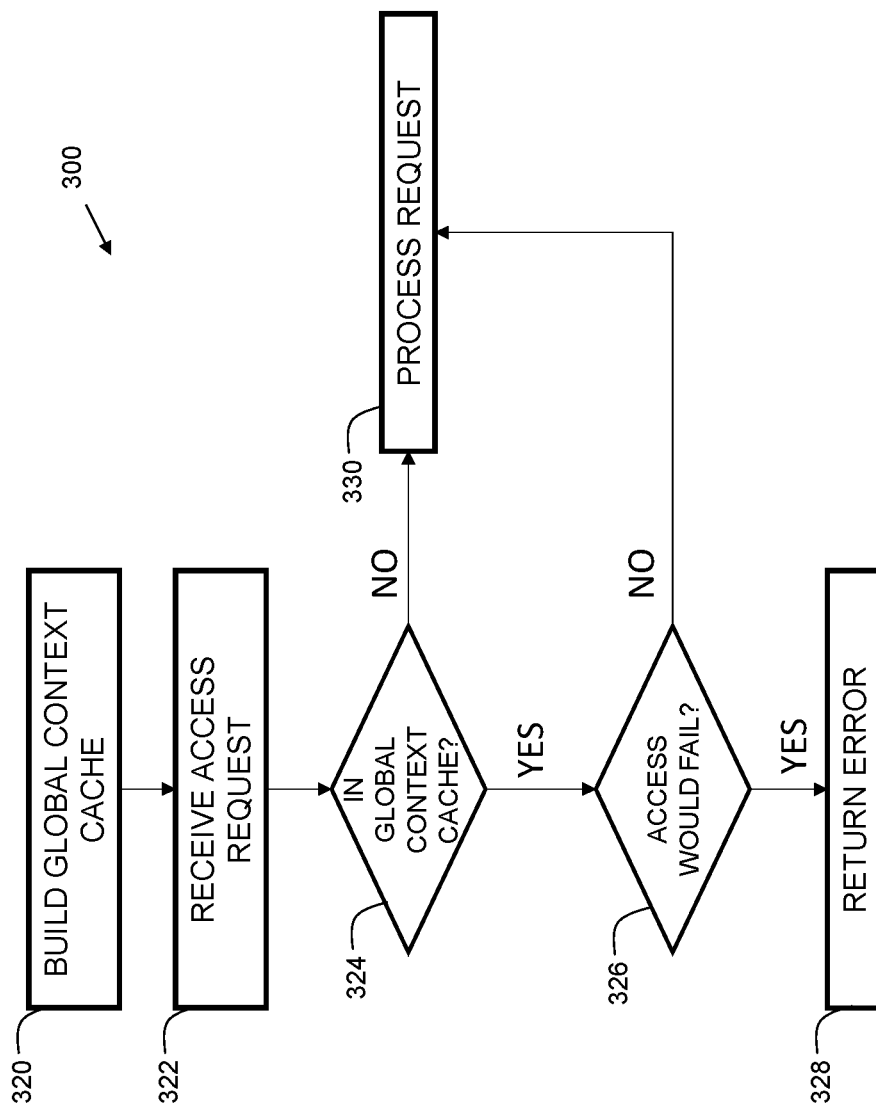 300
320
BUILD GLOBAL CONTEXT
CACHE
322
RECEIVE ACCESS
REQUEST
324
IN
GLOBAL
CONTEXT
CACHE?
NO
330
PROCESS REQUEST
YES
326
ACCESS
WOULD FAIL?
NO
YES
328
RETURN ERROR